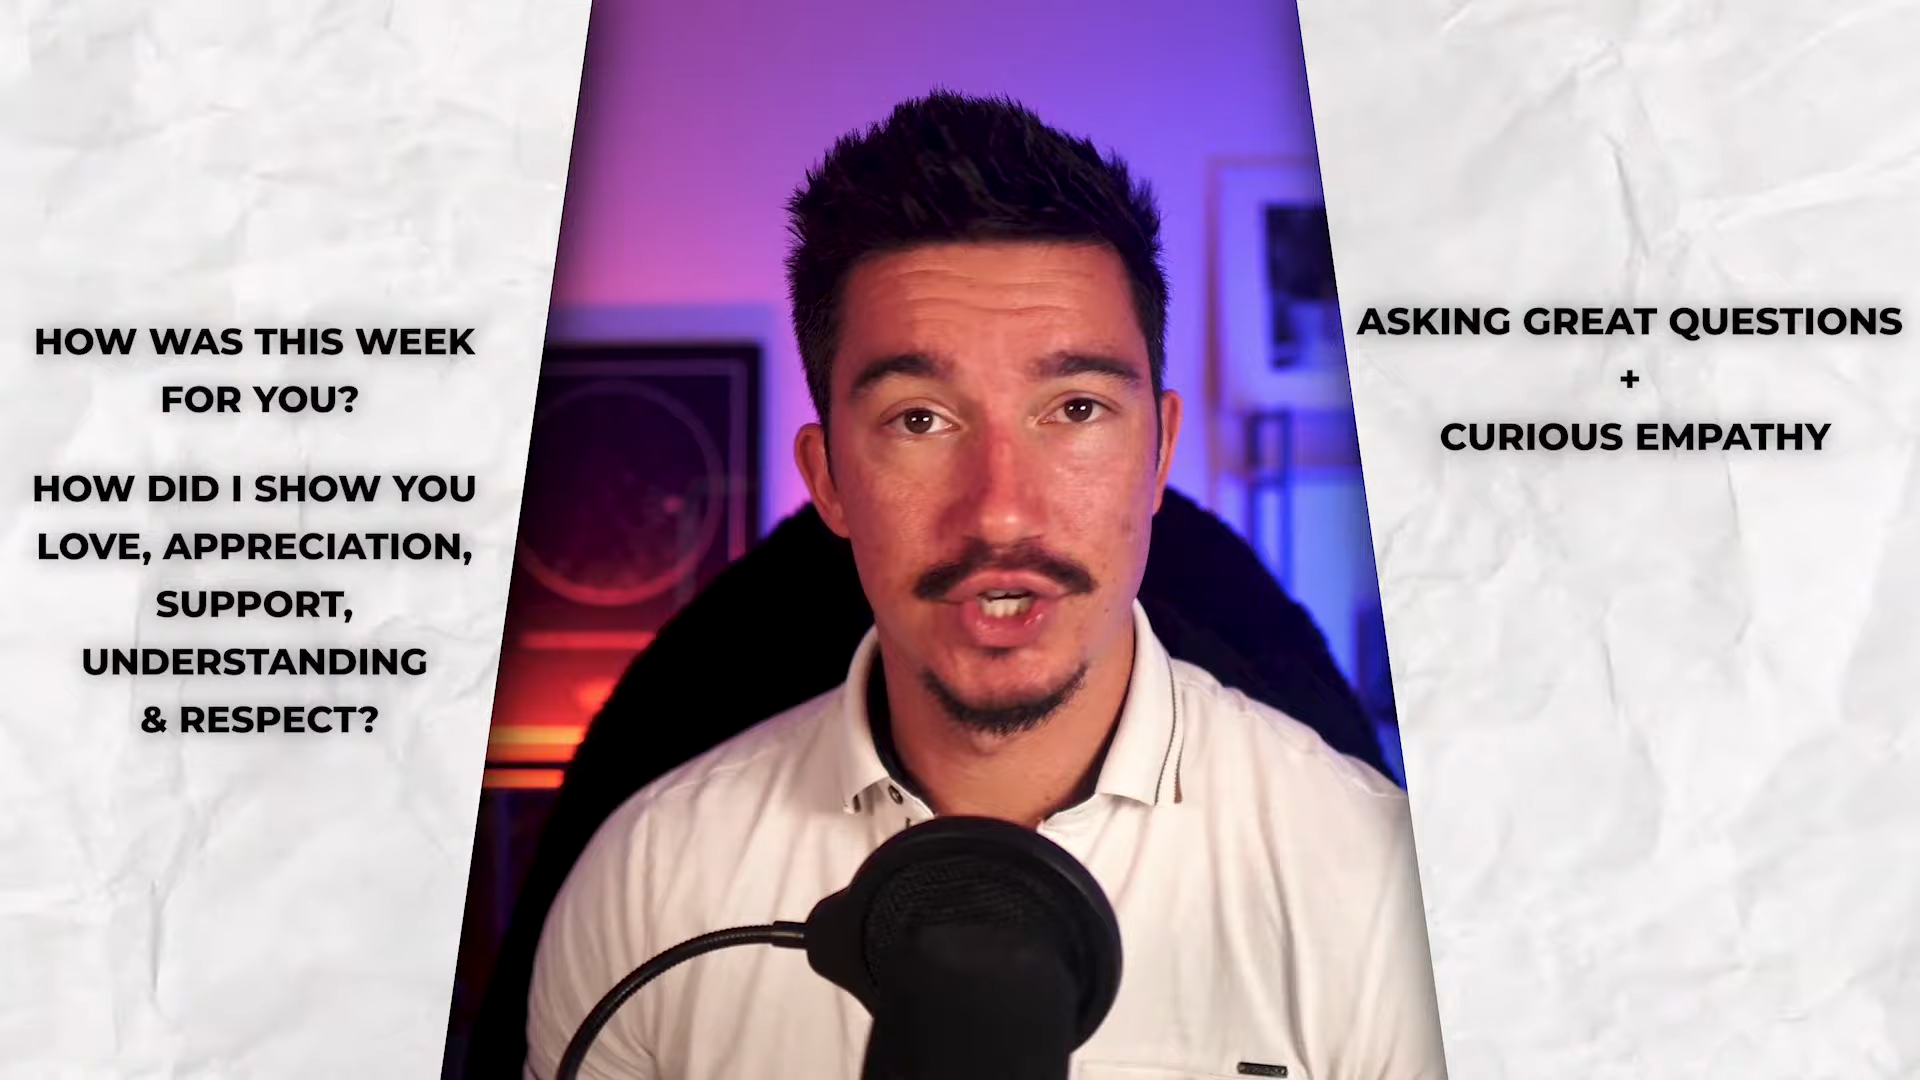 HOW WAS THIS WEEK
FOR YOU?
HOW DID I SHOW YOU
LOVE, APPRECIATION,
SUPPORT,
UNDERSTANDING
& RESPECT?
ASKING GREAT QUESTIONS
+
CURIOUS EMPATHY